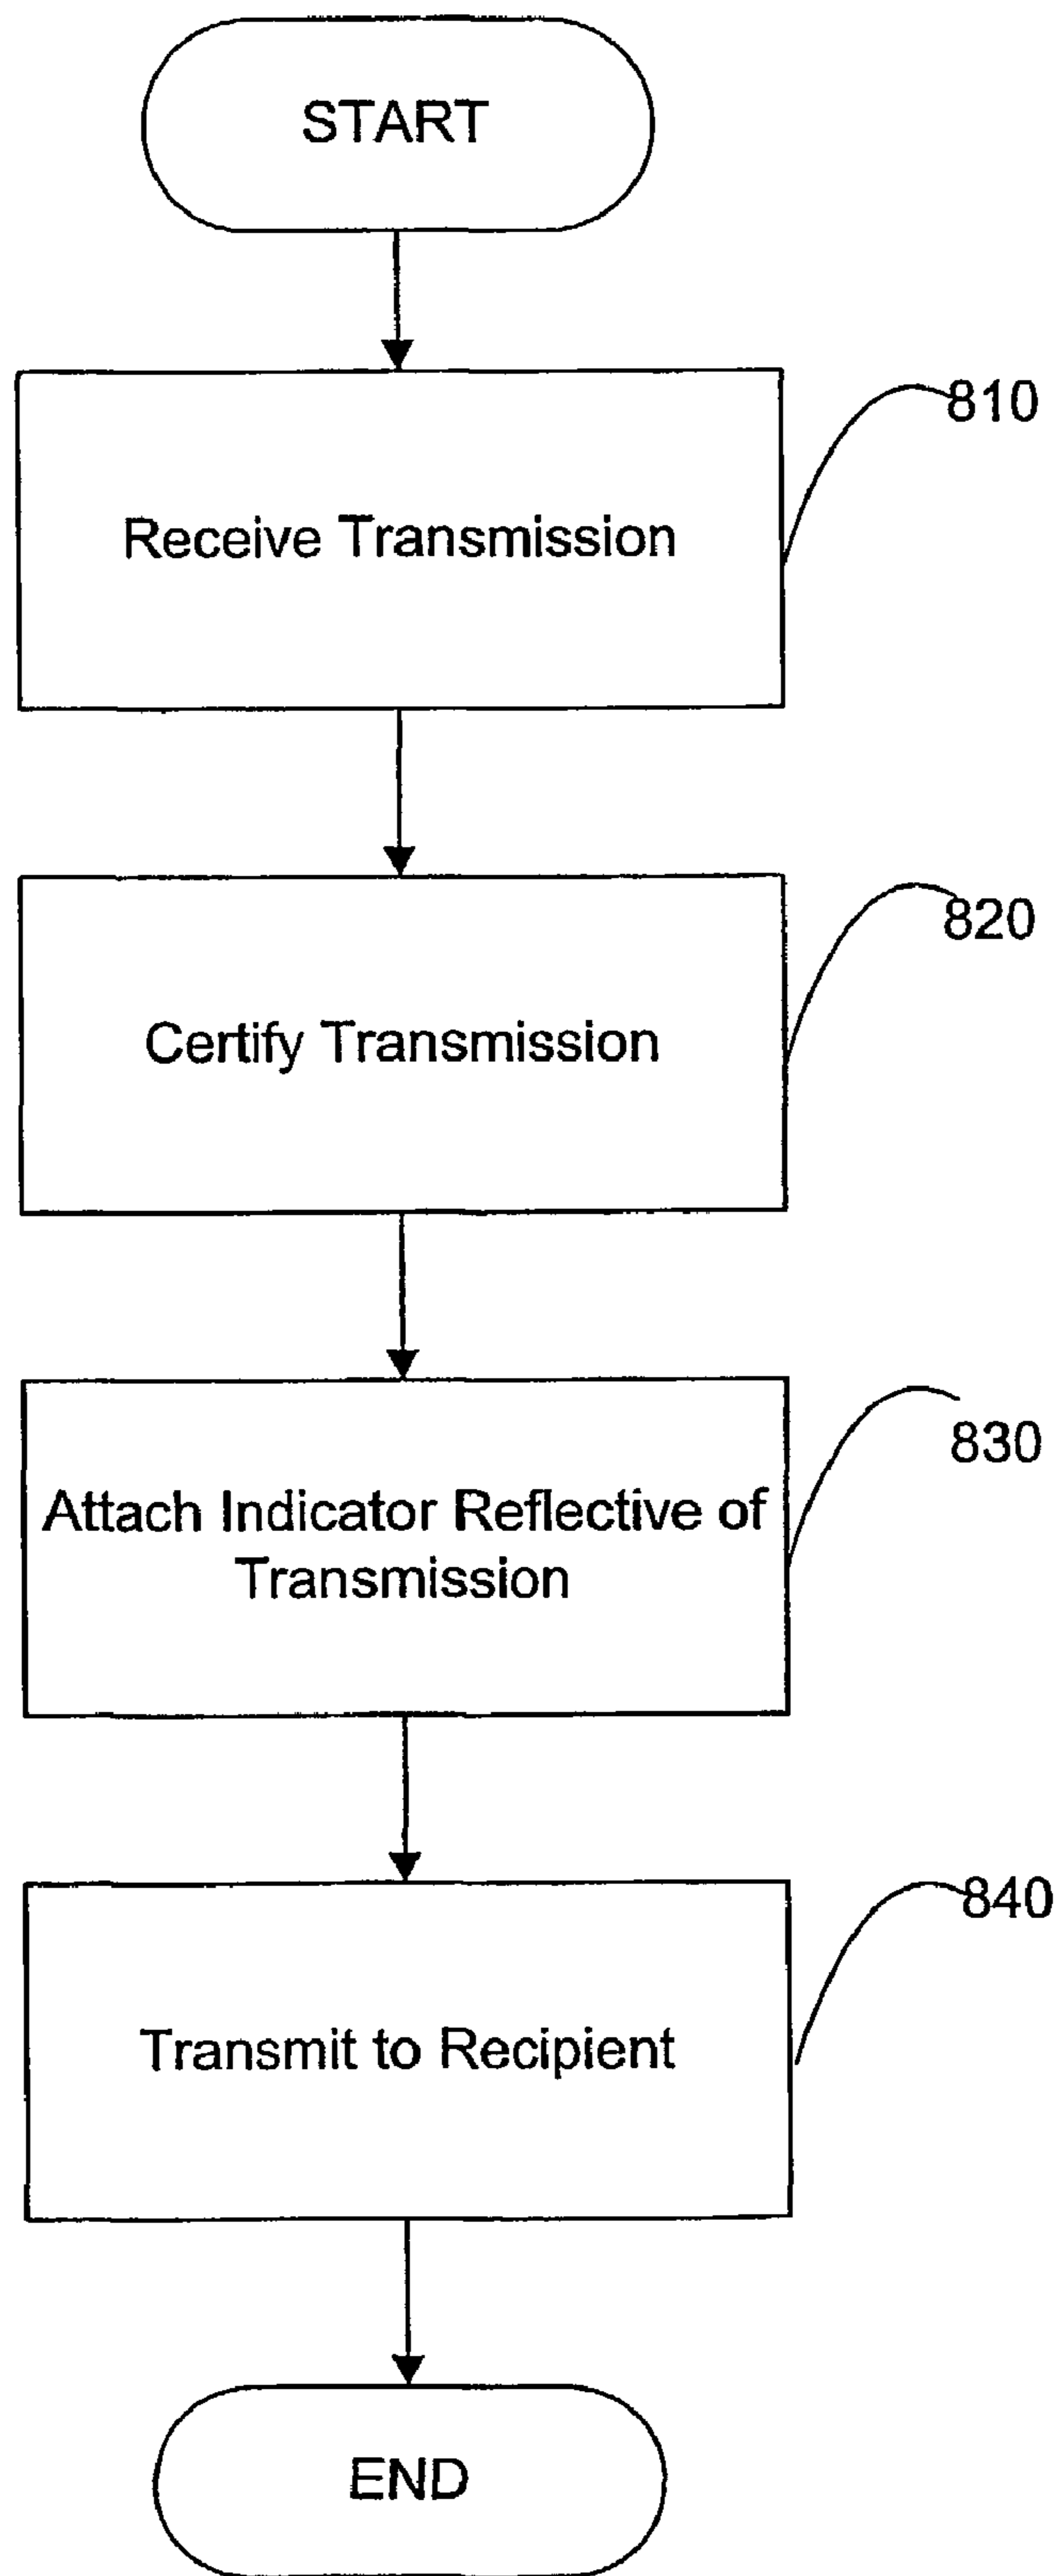 START
810
Receive Transmission
820
Certify Transmission
830
Attach Indicator Reflective of
Transmission
840
Transmit to Recipient
END